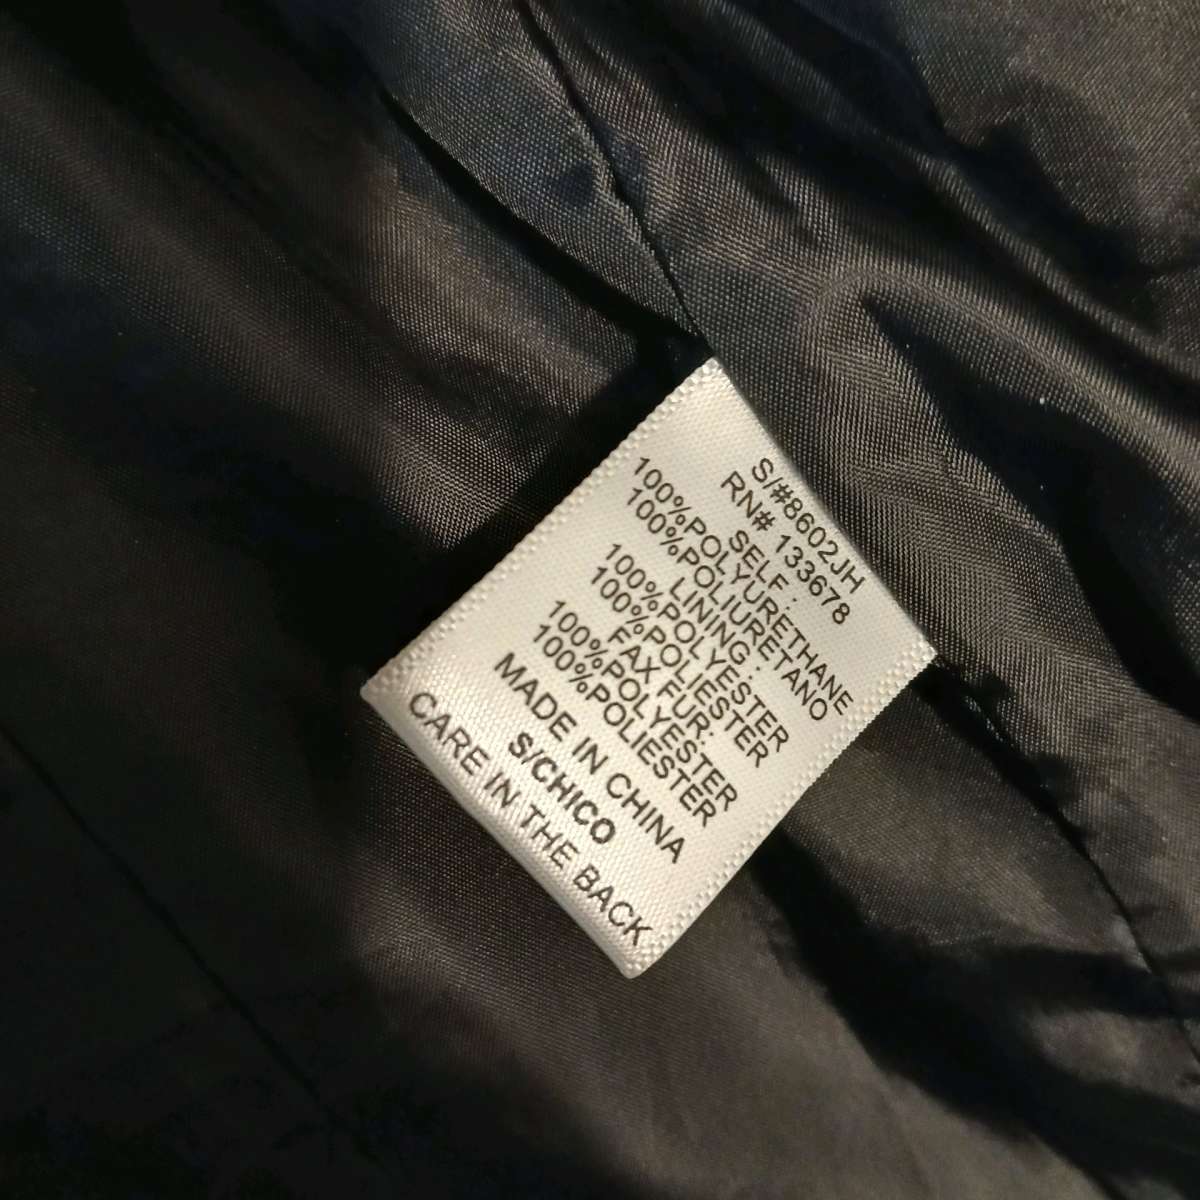 S/#8602JH
RN# 133678
SELF :
100%POLYURETHANE
100%POLIURETANO
LINING :
100%POLYESTER
100%POLIESTER
FAX FUR:
100%POLYESTER
100%POLIESTER
MADE IN CHINA
S/CHICO
CARE IN THE BACK